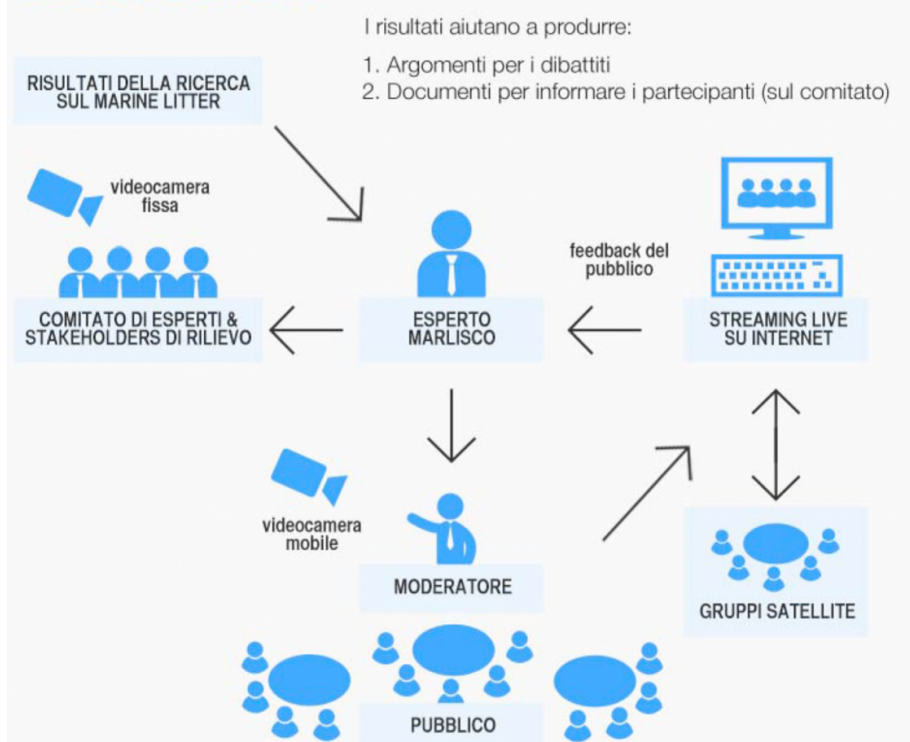 I risultati aiutano a produrre:
1. Argomenti per i dibattiti
2. Documenti per informare i partecipanti (sul comitato)
RISULTATI DELLA RICERCA
SUL MARINE LITTER
videocamera
fissa
feedback del
pubblico
COMITATO DI ESPERTI &
STAKEHOLDERS DI RILIEVO
ESPERTO
MARLISCO
STREAMING LIVE
SU INTERNET
videocamera
mobile
MODERATORE
GRUPPI SATELLITE
PUBBLICO